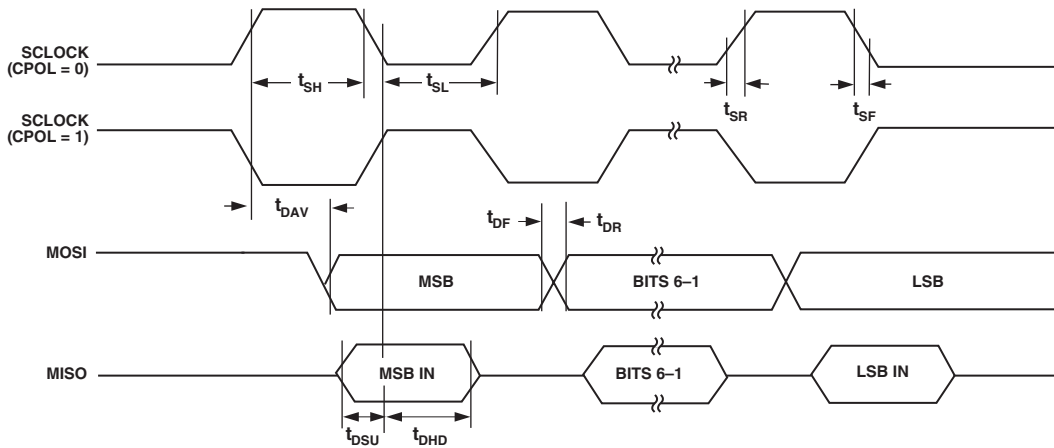 SCLOCK
(CPOL = 0)
tSH
tSL
tSR
tSF
SCLOCK
(CPOL = 1)
tDAV
tDF
tDR
MOSI
MSB
BITS 6–1
LSB
MISO
MSB IN
BITS 6–1
LSB IN
tDSU
tDHD